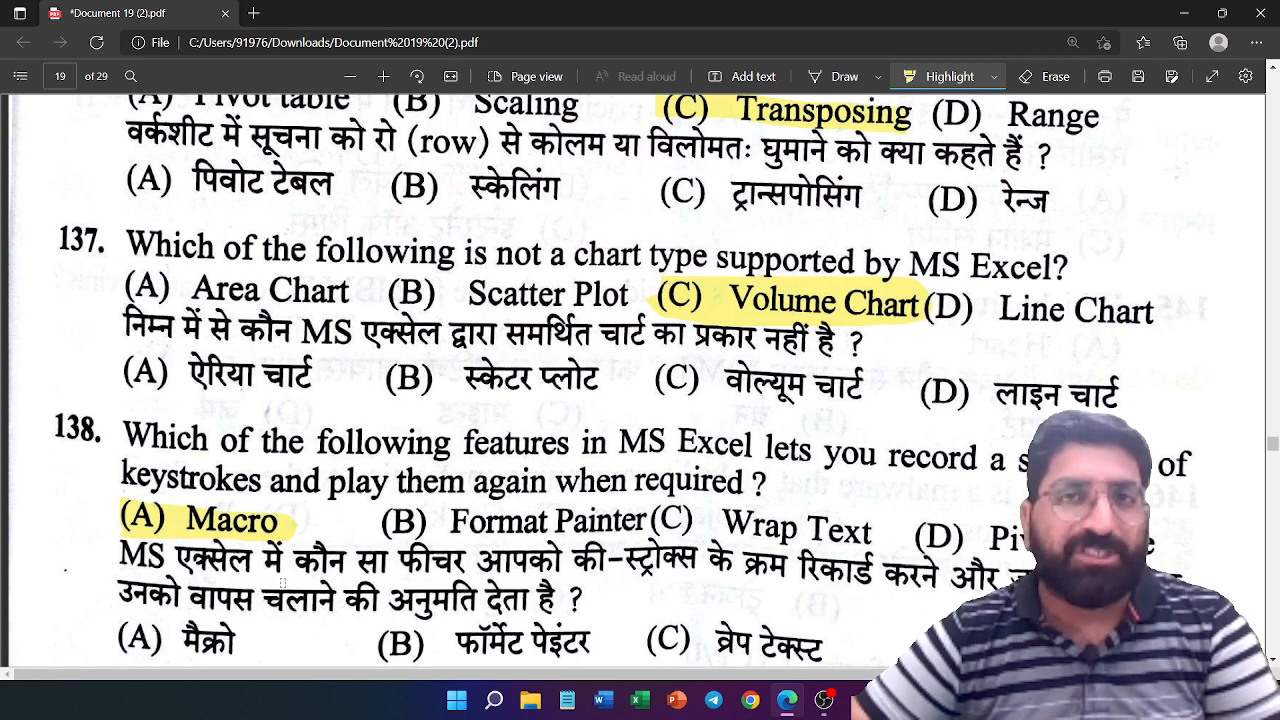 *Document 19 (2).pdf
File C:/Users/91976/Downloads/Document%2019%20(2).pdf
19 of 29 Page view Read aloud Add text Draw Highlight Erase
(A) Pivot table (B) Scaling (C) Transposing (D) Range
वर्कशीट में सूचना को रो (row) से कोलम या विलोमतः घुमाने को क्या कहते हैं ?
(A) पिवोट टेबल (B) स्केलिंग (C) ट्रान्सपोसिंग (D) रेन्ज
137. Which of the following is not a chart type supported by MS Excel?
(A) Area Chart (B) Scatter Plot (C) Volume Chart (D) Line Chart
निम्न में से कौन MS एक्सेल द्वारा समर्थित चार्ट का प्रकार नहीं है ?
(A) ऐरिया चार्ट (B) स्केटर प्लोट (C) वोल्यूम चार्ट (D) लाइन चार्ट
138. Which of the following features in MS Excel lets you record a of
keystrokes and play them again when required ?
(A) Macro (B) Format Painter (C) Wrap Text (D)
MS एक्सेल में कौन सा फीचर आपको की-स्ट्रोक्स के क्रम रिकार्ड करने और
उनको वापस चलाने की अनुमति देता है ?
(A) मैक्रो (B) फॉर्मेट पेइंटर (C) व्रेप टेक्स्ट